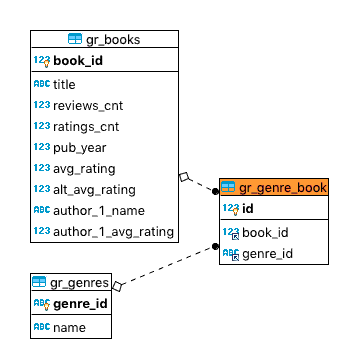 gr_books
123 book_id
ABC title
123 reviews_cnt
123 ratings_cnt
123 pub_year
123 avg_rating
123 alt_avg_rating
ABC author_1_name
123 author_1_avg_rating
gr_genre_book
123 id
123 book_id
ABC genre_id
gr_genres
ABC genre_id
ABC name